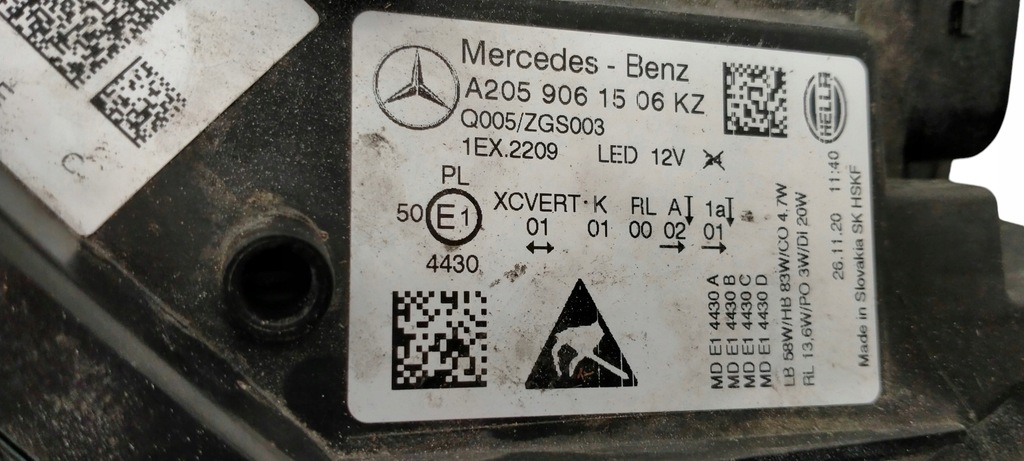 Mercedes - Benz
A205 906 15 06 KZ
Q005/ZGS003
1EX.2209 LED 12V
HELLA
PL
50 E1
4430
XCVERT·K RL A 1a
01 01 00 02 01
MD E1 4430 A
MD E1 4430 B
MD E1 4430 C
MD E1 4430 D
LB 58W/HB 83W/CO 4.7W
RL 13.6W/PO 3W/DI 20W
26.11.20 11:40
Made in Slovakia SK HSKF